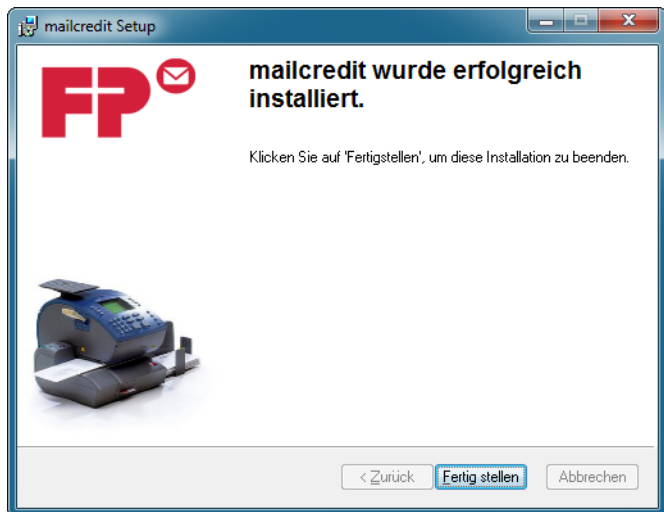 mailcredit Setup
FP
mailcredit wurde erfolgreich
installiert.
Klicken Sie auf 'Fertigstellen', um diese Installation zu beenden.
< Zurück
Fertig stellen
Abbrechen